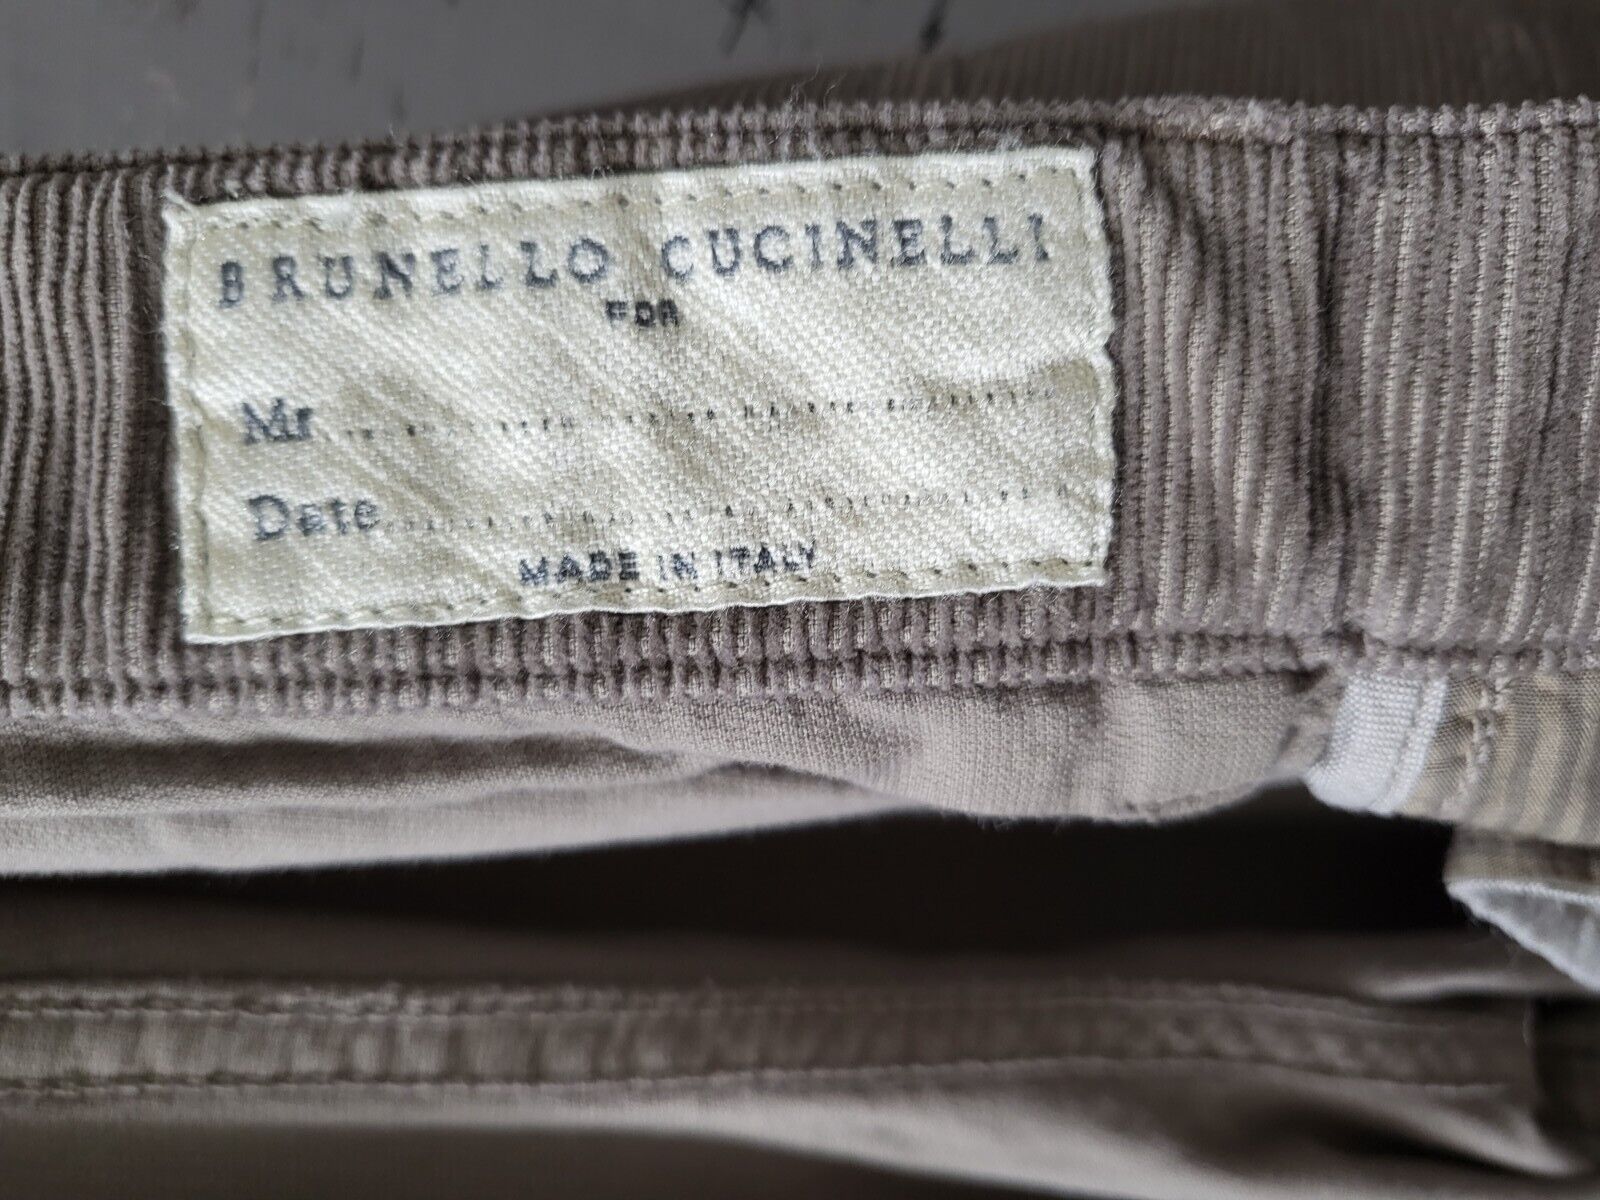 BRUNELLO CUCINELLI
FOR
Mr ........................................
Date ........................................
MADE IN ITALY